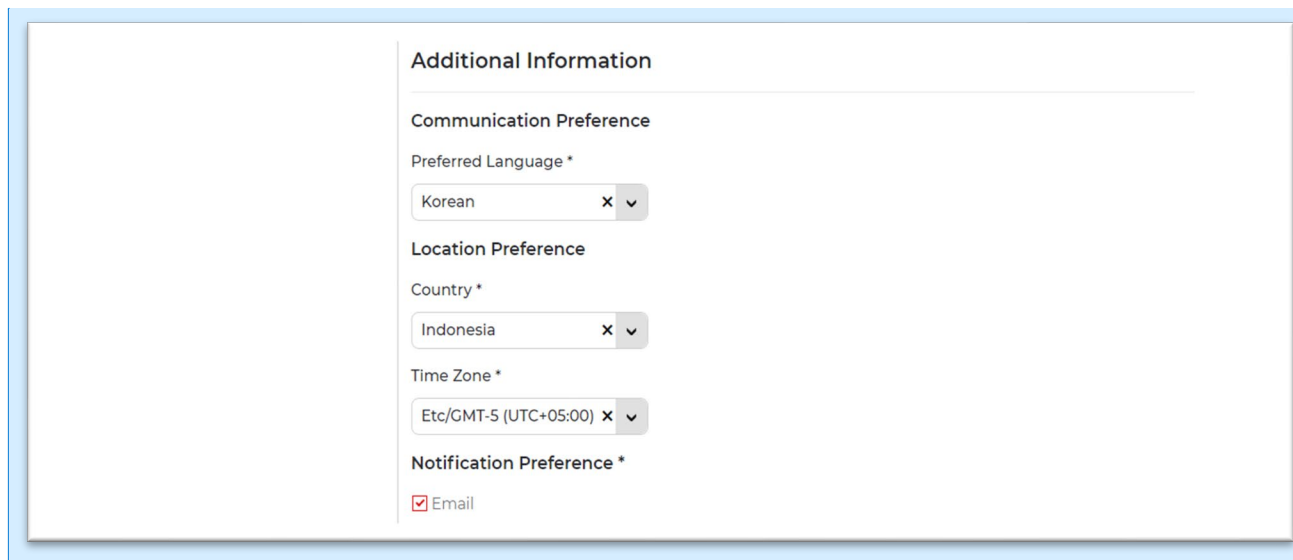 Additional Information
Communication Preference
Preferred Language *
Korean
Location Preference
Country *
Indonesia
Time Zone *
Etc/GMT-5 (UTC+05:00)
Notification Preference *
Email